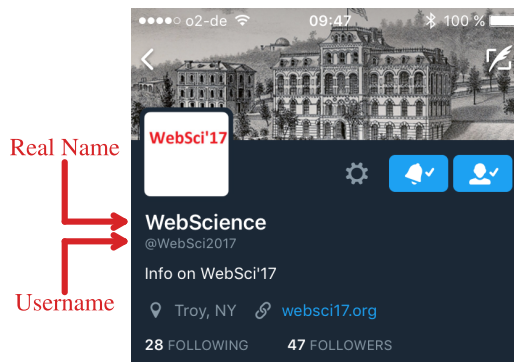 o2-de 09:47 100 %
WebSci'17
Real Name
WebScience
@WebSci2017
Info on WebSci'17
Username
Troy, NY websci17.org
28 FOLLOWING 47 FOLLOWERS